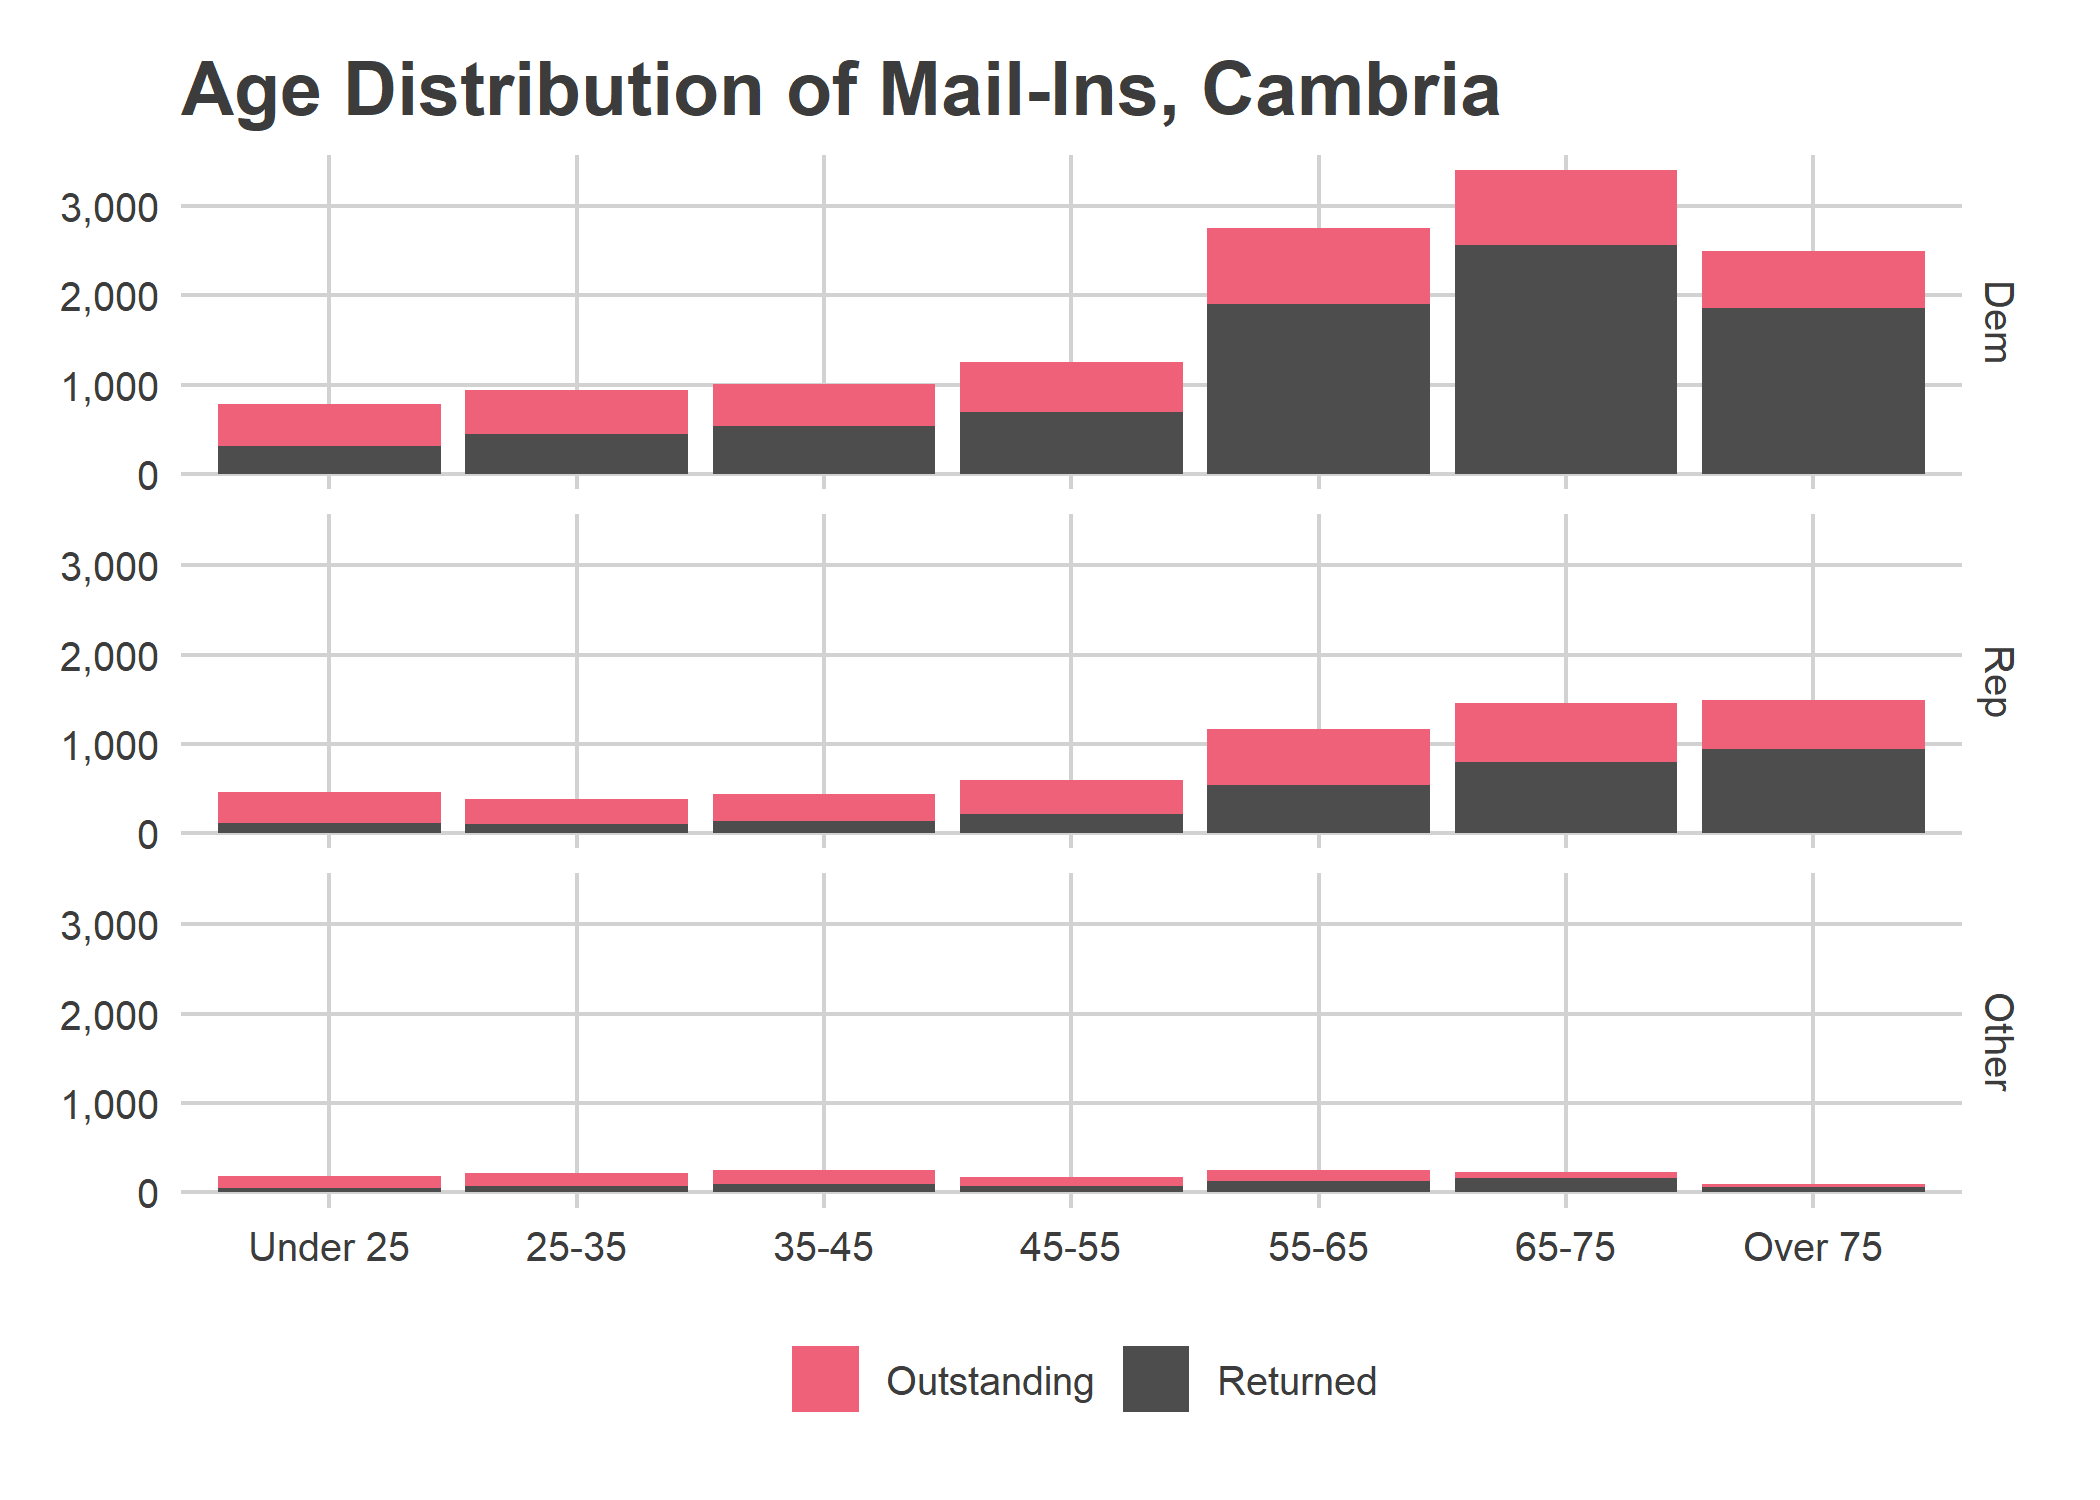 Age Distribution of Mail-Ins, Cambria
3,000
2,000
1,000
0
Dem
3,000
2,000
1,000
0
Rep
3,000
2,000
1,000
0
Other
Under 25 25-35 35-45 45-55 55-65 65-75 Over 75
Outstanding Returned